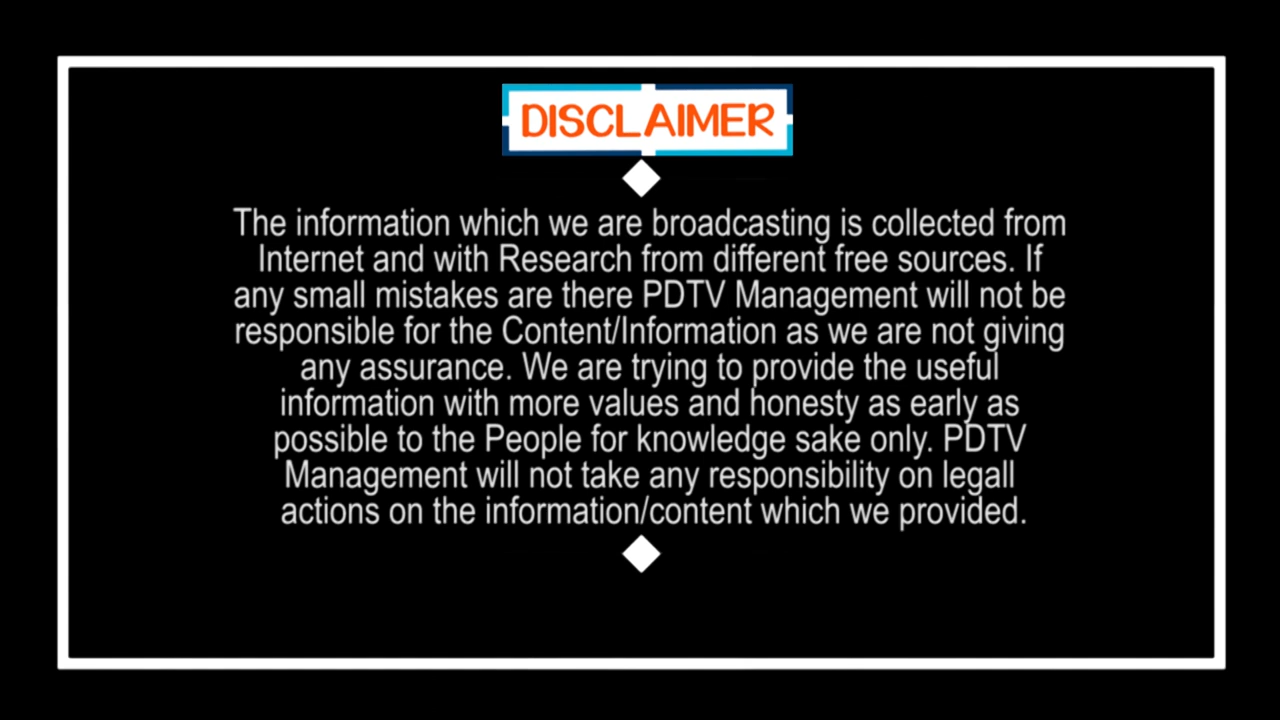 DISCLAIMER
The information which we are broadcasting is collected from
Internet and with Research from different free sources. If
any small mistakes are there PDTV Management will not be
responsible for the Content/Information as we are not giving
any assurance. We are trying to provide the useful
information with more values and honesty as early as
possible to the People for knowledge sake only. PDTV
Management will not take any responsibility on legall
actions on the information/content which we provided.